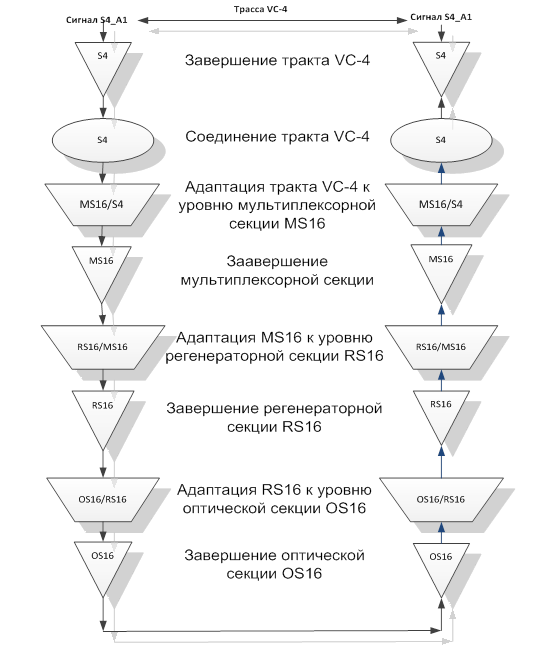 Трасса VC-4
Сигнал S4_A1
Сигнал S4_A1
S4
Завершение тракта VC-4
S4
S4
Соединение тракта VC-4
S4
MS16/S4
Адаптация тракта VC-4 к
уровню мультиплексорной
секции MS16
MS16/S4
MS16
Заавершение
мультиплексорной секции
MS16
RS16/MS16
Адаптация MS16 к уровню
регенераторной секции RS16
RS16/MS16
RS16
Завершение регенераторной
секции RS16
RS16
OS16/RS16
Адаптация RS16 к уровню
оптической секции OS16
OS16/RS16
OS16
Завершение оптической
секции OS16
OS16